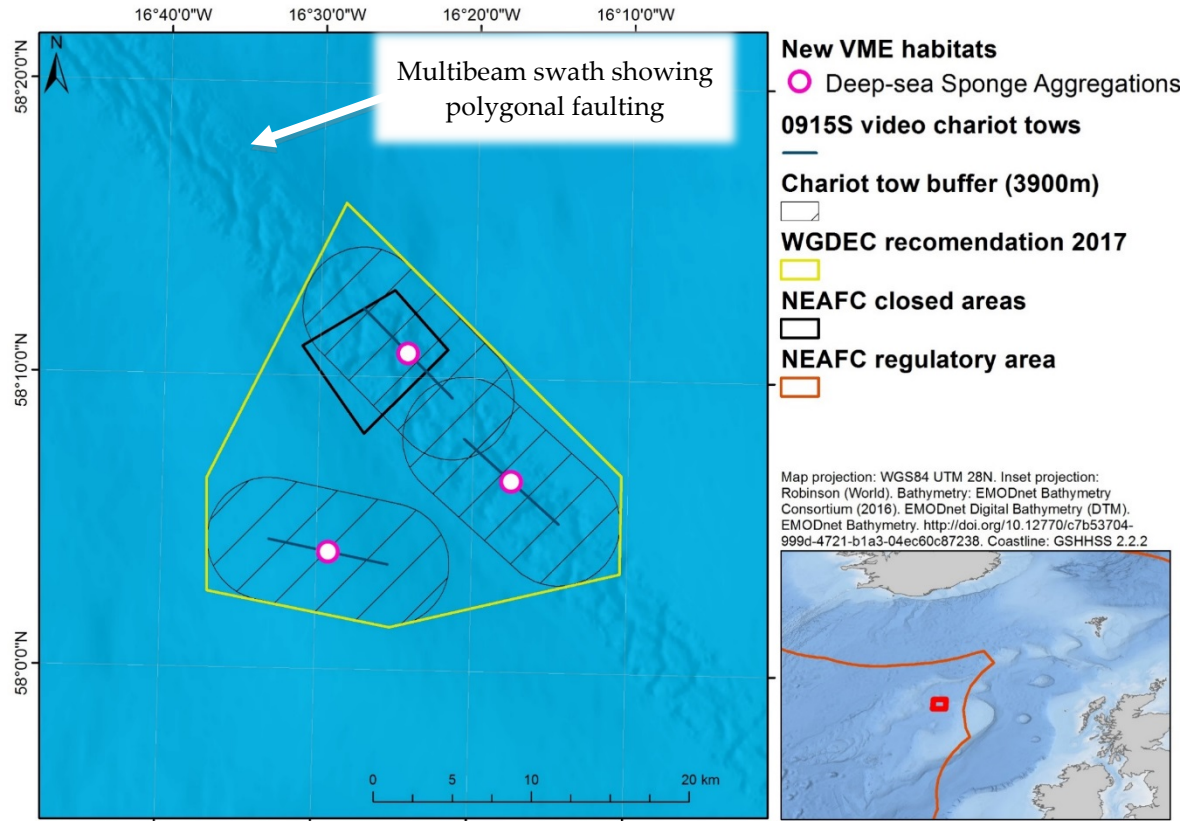 16°40'0"W
16°30'0"W
16°20'0"W
16°10'0"W
N
58°20'0"N
58°10'0"N
58°0'0"N
Multibeam swath showing
polygonal faulting
0
5
10
20 km
New VME habitats
Deep-sea Sponge Aggregations
0915S video chariot tows
Chariot tow buffer (3900m)
WGDEC recomendation 2017
NEAFC closed areas
NEAFC regulatory area
Map projection: WGS84 UTM 28N. Inset projection:
Robinson (World). Bathymetry: EMODnet Bathymetry
Consortium (2016). EMODnet Digital Bathymetry (DTM).
EMODnet Bathymetry. http://doi.org/10.12770/c7b53704-
999d-4721-b1a3-04ec60c87238. Coastline: GSHHSS 2.2.2